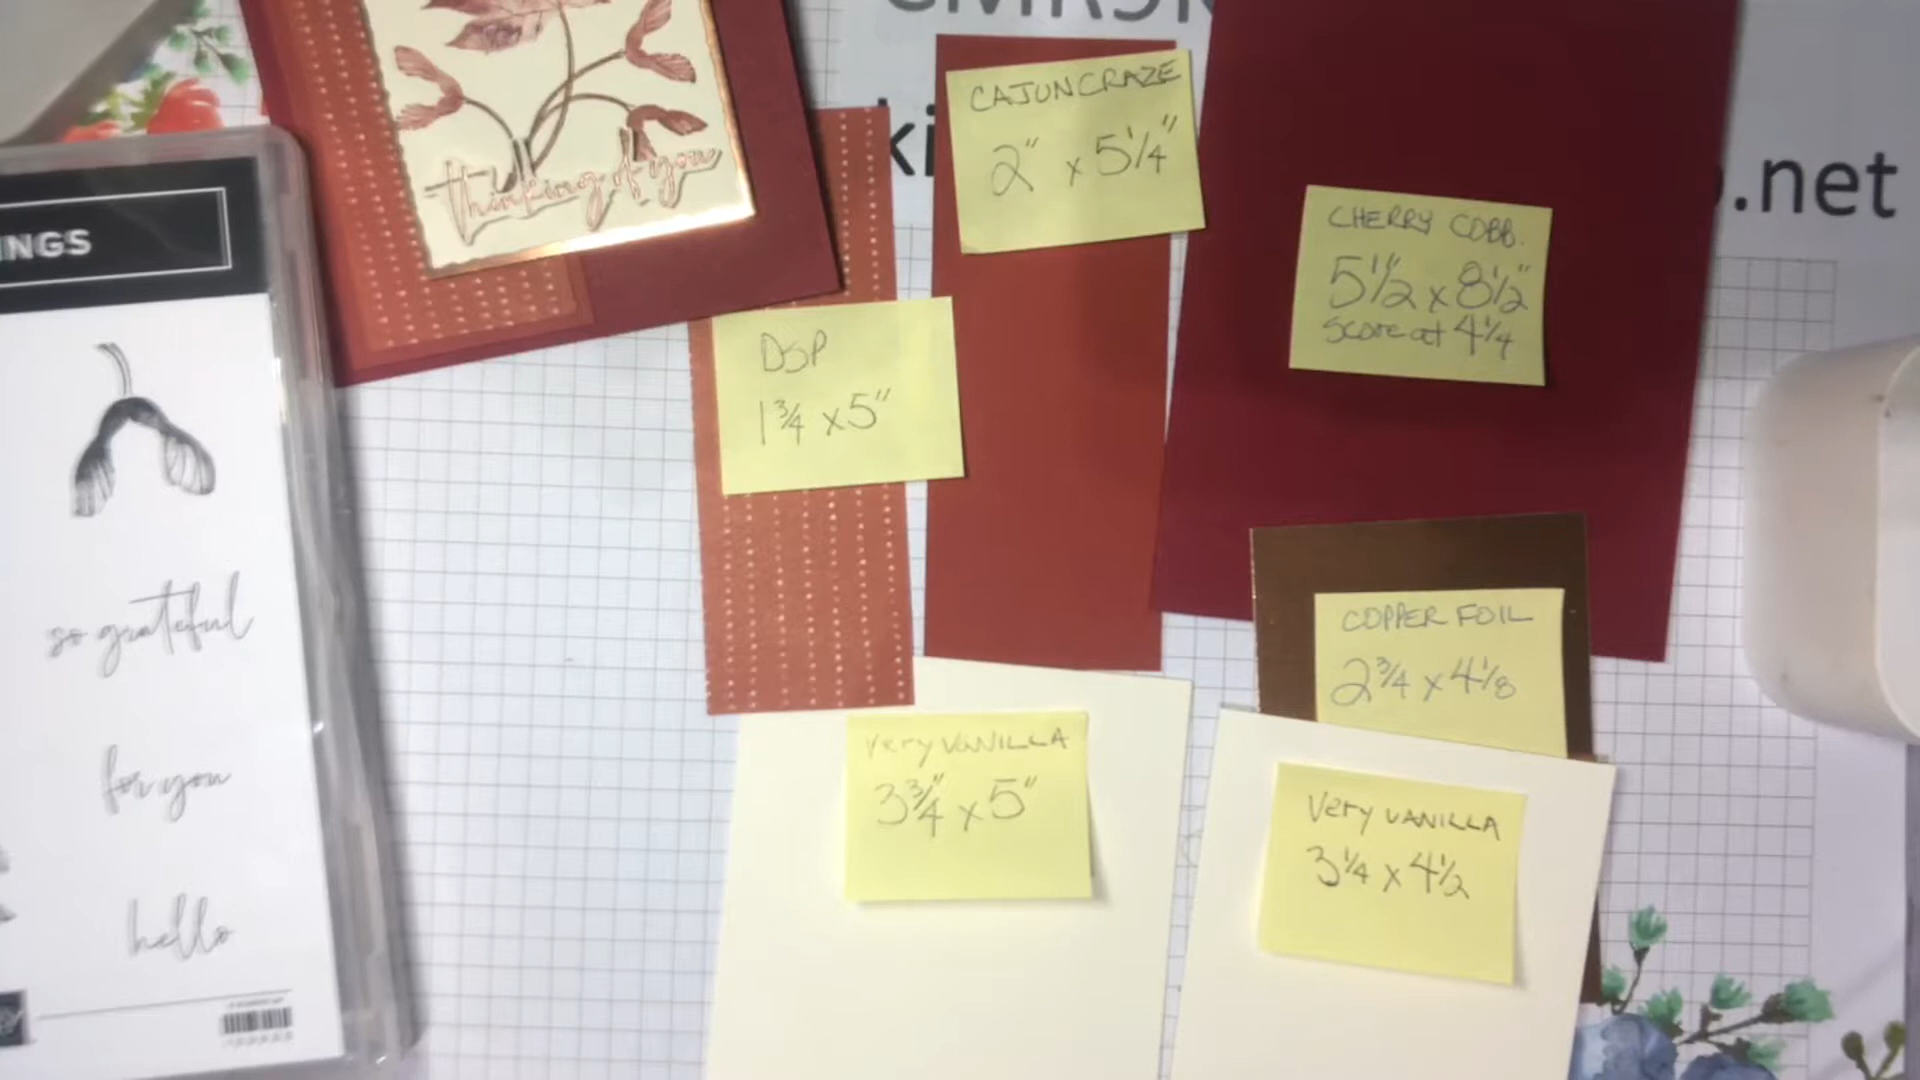 thinking of you
CAJUN CRAZE
2" x 5 1/4"
.net
CHERRY COBB.
5 1/2" x 8 1/2"
Score at 4 1/4
INGS
DSP
1 3/4 x 5"
COPPER FOIL
2 3/4 x 4 1/8
so grateful
for you
hello
Very VANILLA
3 3/4" x 5"
Very VANILLA
3 1/4 x 4 1/2